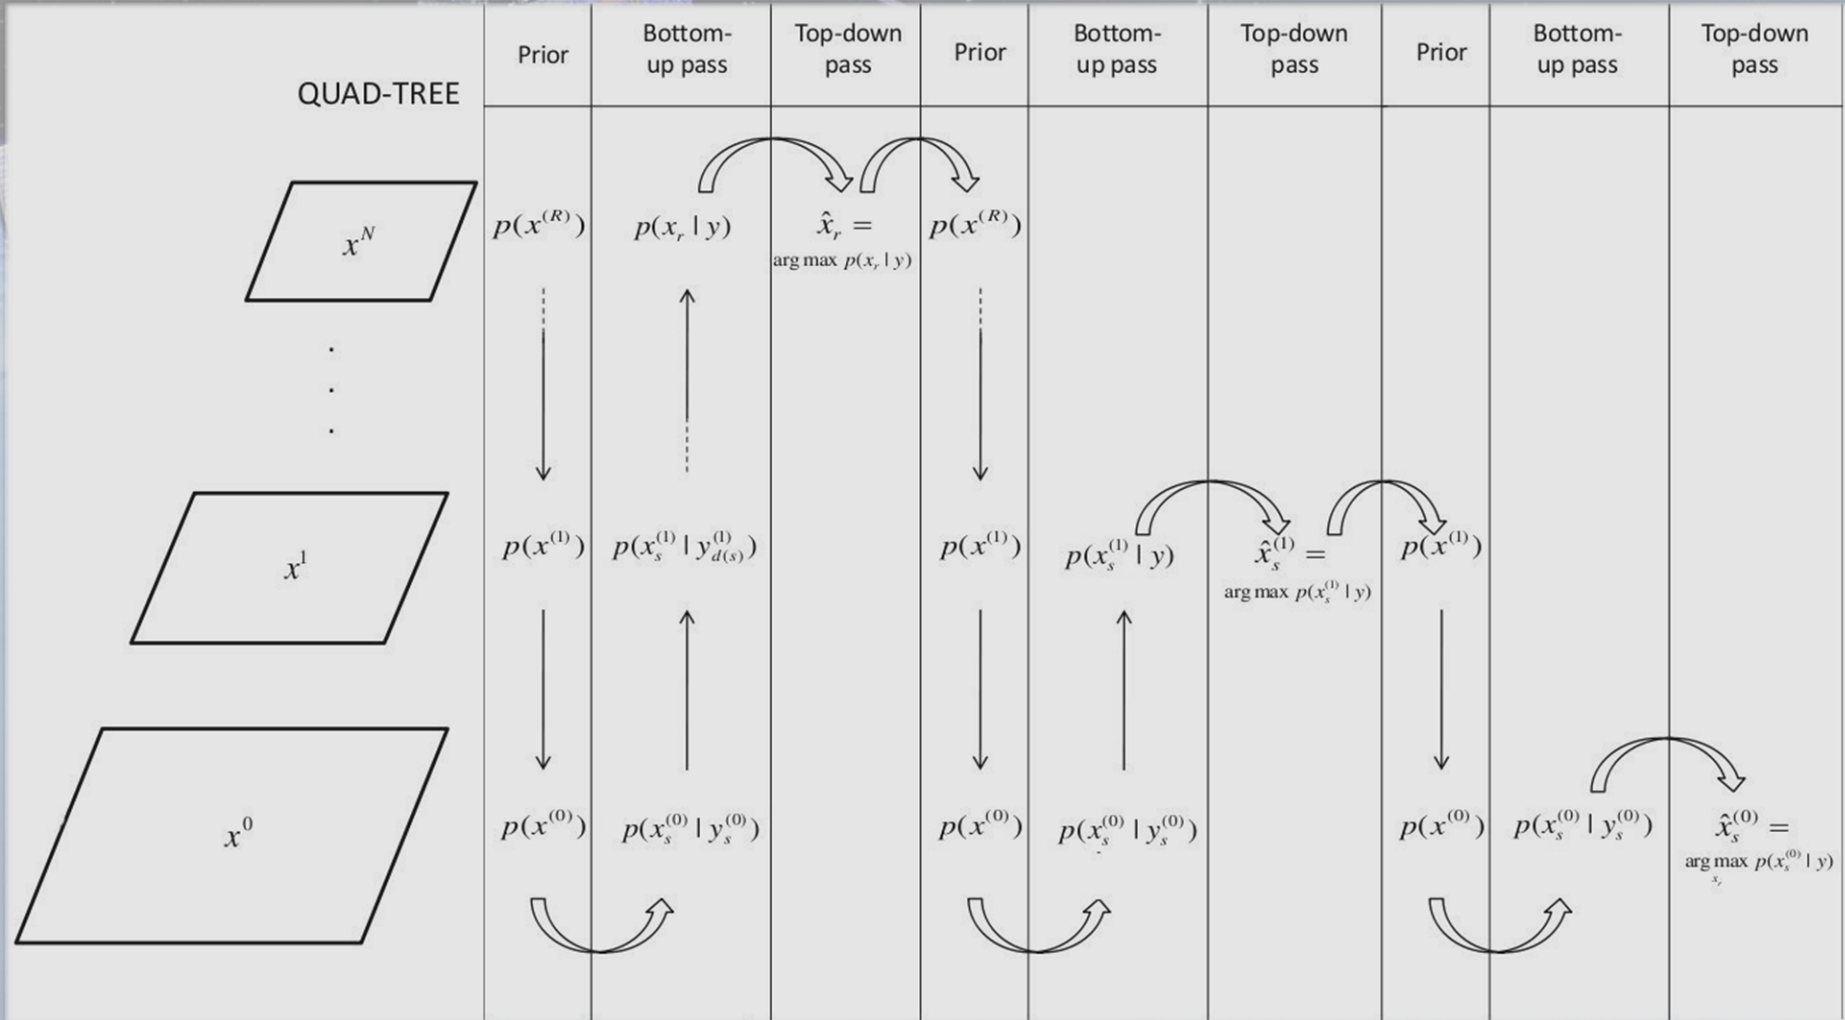 QUAD-TREE
Prior
Bottom-
up pass
Top-down
pass
Prior
Bottom-
up pass
Top-down
pass
Prior
Bottom-
up pass
Top-down
pass
x^N
p(x^(R))
p(x_r | y)
x̂_r =
arg max p(x_r | y)
p(x^(R))
.
.
.
x^1
p(x^(1))
p(x_s^(1) | y_d(s)^(1))
p(x^(1))
p(x_s^(1) | y)
x̂_s^(1) =
arg max p(x_s^(1) | y)
p(x^(1))
x^0
p(x^(0))
p(x_s^(0) | y_s^(0))
p(x^(0))
p(x_s^(0) | y_s^(0))
p(x^(0))
p(x_s^(0) | y_s^(0))
x̂_s^(0) =
arg max p(x_s^(0) | y)
x_r